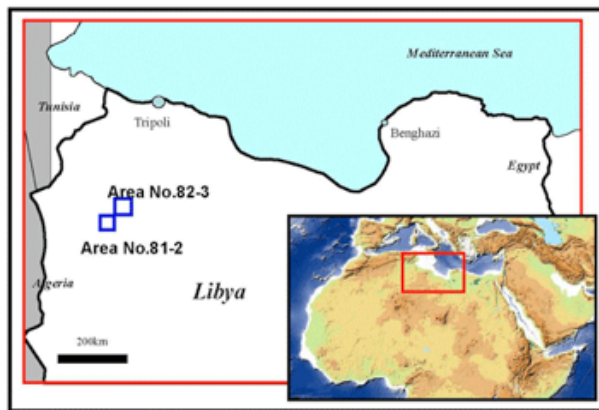 Mediterranean Sea
Tunisia
Tripoli
Benghazi
Egypt
Area No.82-3
Area No.81-2
Algeria
Libya
200km